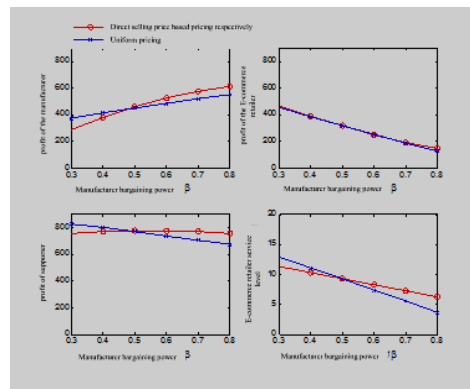 Direct selling price based pricing respectively
Uniform pricing
profit of the manufacturer
800
600
400
200
0
0.3 0.4 0.5 0.6 0.7 0.8
Manufacturer bargaining power β
profit of the E-commerce
retailer
800
600
400
200
0
0.3 0.4 0.5 0.6 0.7 0.8
Manufacturer bargaining power β
800
600
400
200
0
0.3 0.4 0.5 0.6 0.7 0.8
profit of
Manufacturer bargaining power β
E-commerce retailer service
level
20
15
10
5
0
0.3 0.4 0.5 0.6 0.7 0.8
Manufacturer bargaining power 1β